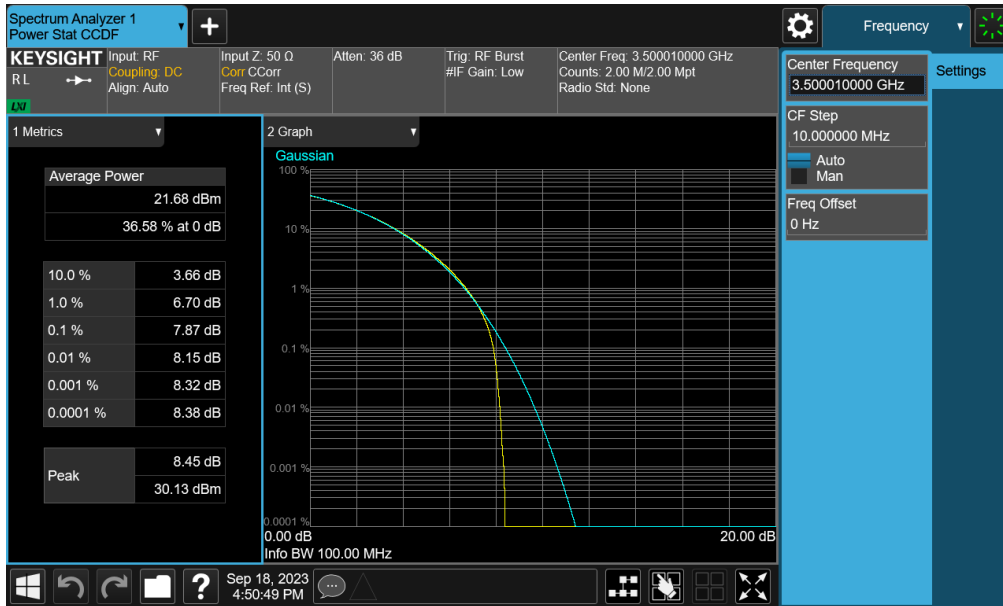 Spectrum Analyzer 1
Power Stat CCDF
+
Frequency
KEYSIGHT
R L
LXI
Input: RF
Coupling: DC
Align: Auto
Input Z: 50 Ω
Corr CCorr
Freq Ref: Int (S)
Atten: 36 dB
Trig: RF Burst
#IF Gain: Low
Center Freq: 3.500010000 GHz
Counts: 2.00 M/2.00 Mpt
Radio Std: None
Center Frequency
3.500010000 GHz
Settings
CF Step
10.000000 MHz
Auto
Man
Freq Offset
0 Hz
1 Metrics
Average Power
21.68 dBm
36.58 % at 0 dB
10.0 % 3.66 dB
1.0 % 6.70 dB
0.1 % 7.87 dB
0.01 % 8.15 dB
0.001 % 8.32 dB
0.0001 % 8.38 dB
Peak
8.45 dB
30.13 dBm
2 Graph
Gaussian
100 %
10 %
1 %
0.1 %
0.01 %
0.001 %
0.0001 %
0.00 dB 20.00 dB
Info BW 100.00 MHz
?
Sep 18, 2023
4:50:49 PM